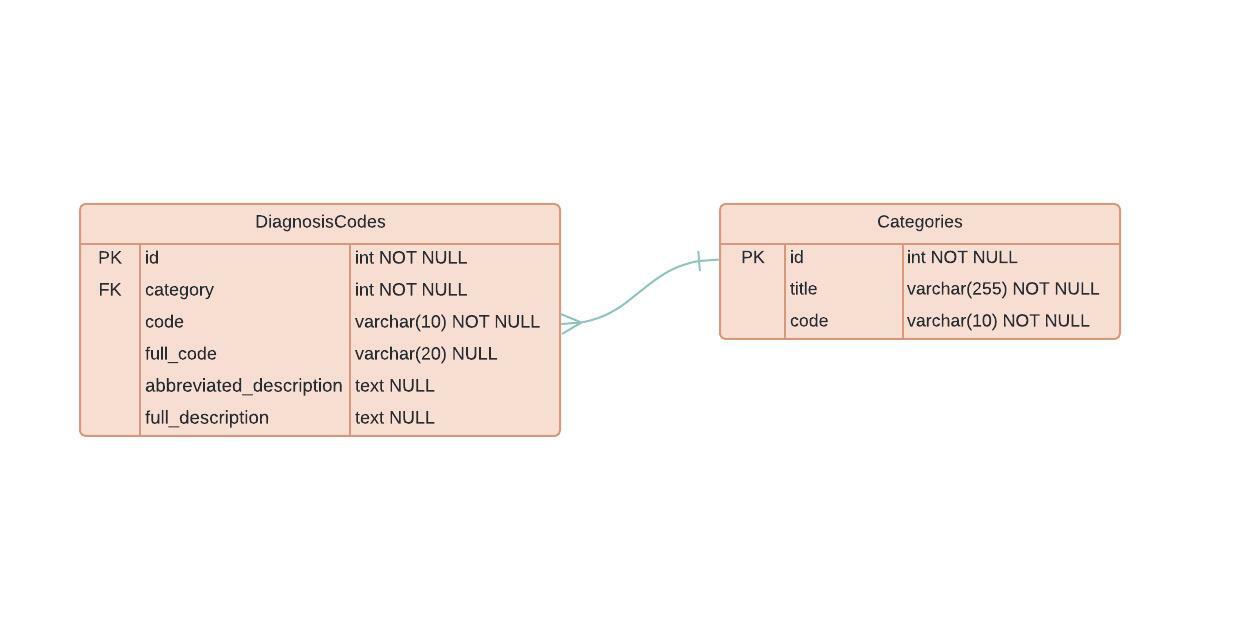 DiagnosisCodes
PK id int NOT NULL
FK category int NOT NULL
code varchar(10) NOT NULL
full_code varchar(20) NULL
abbreviated_description text NULL
full_description text NULL
Categories
PK id int NOT NULL
title varchar(255) NOT NULL
code varchar(10) NOT NULL